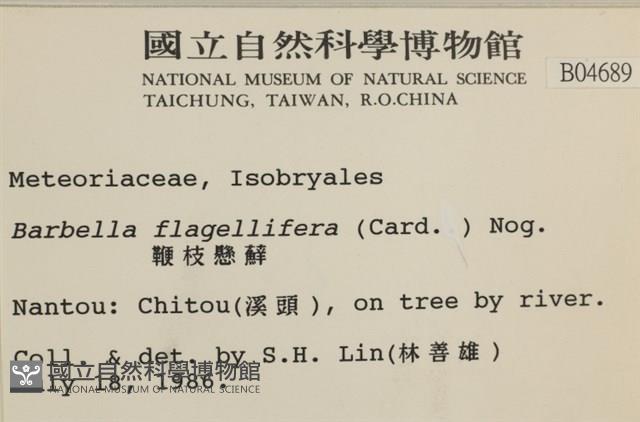 國立自然科學博物館
NATIONAL MUSEUM OF NATURAL SCIENCE
TAICHUNG, TAIWAN, R.O.CHINA
B04689
Meteoriaceae, Isobryales
Barbella flagellifera (Card. ) Nog.
鞭枝懸蘚
Nantou: Chitou(溪頭), on tree by river.
Coll. & det. by S.H. Lin(林善雄)
18, 1986.
國立自然科學博物館
NATIONAL MUSEUM OF NATURAL SCIENCE